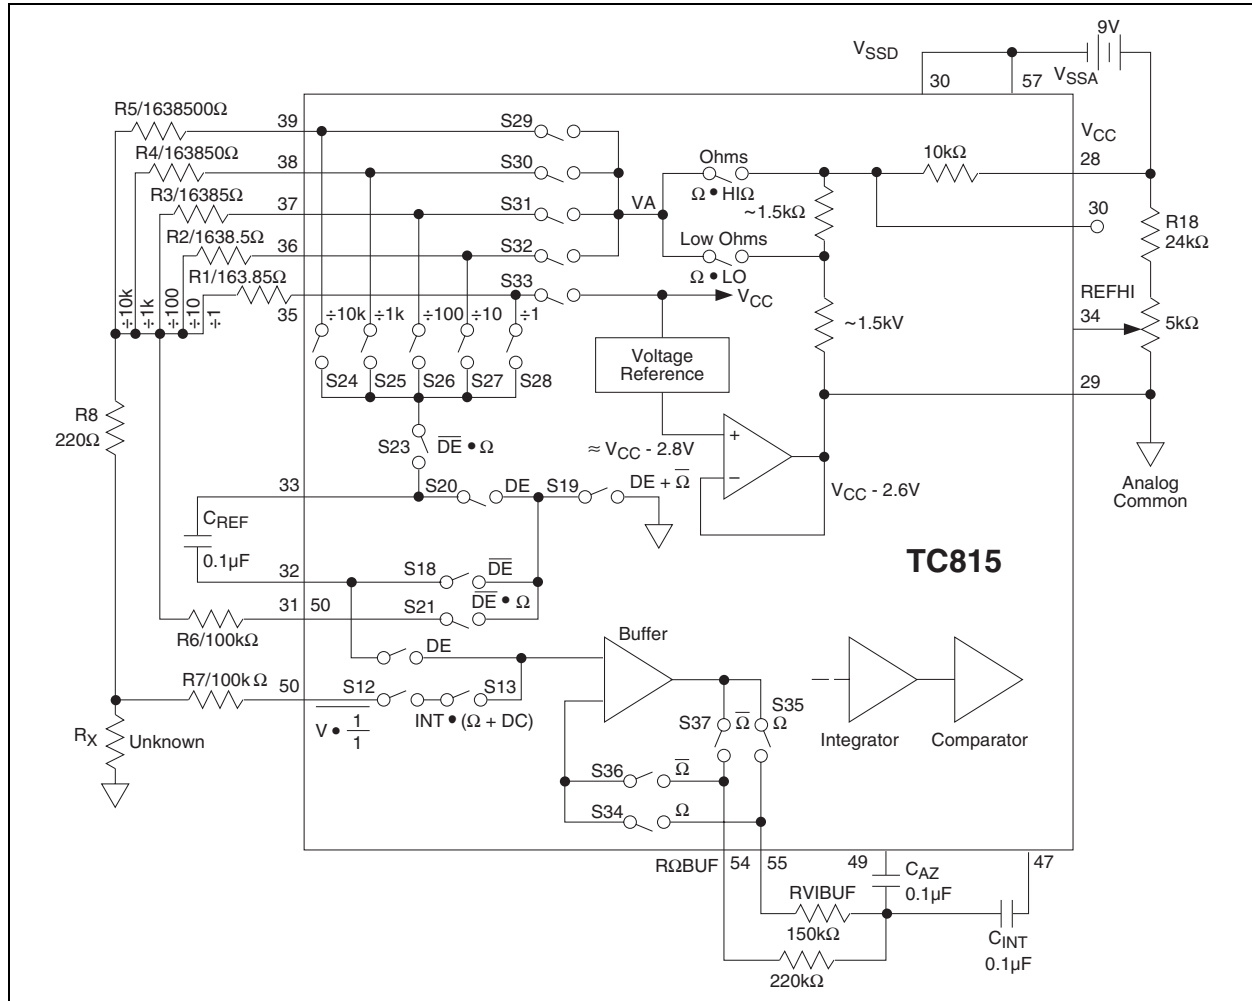 9V
VSSD
VSSA
30
57
R5/1638500Ω
39
S29
VCC
R4/163850Ω
38
S30
Ohms
10kΩ
28
Ω • HIΩ
R3/16385Ω
37
S31
VA
~1.5kΩ
30
R18
24kΩ
R2/1638.5Ω
36
S32
Low Ohms
Ω • LO
R1/163.85Ω
35
S33
VCC
REFHI
34
5kΩ
÷10k
÷1k
÷100
÷10
÷1
÷10k
÷1k
÷100
÷10
÷1
~1.5kV
Voltage
Reference
S24
S25
S26
S27
S28
29
R8
220Ω
S23
D̅E̅ • Ω
≈ VCC - 2.8V
+
−
VCC - 2.6V
Analog
Common
33
S20
DE
S19
DE + Ω̅
CREF
0.1µF
TC815
32
S18
D̅E̅
31
50
S21
D̅E̅ • Ω
R6/100kΩ
DE
Buffer
R7/100k Ω
50
S12
S13
V • 1/1
INT • (Ω + DC)
RX
Unknown
S37
Ω̅
S35
Ω
Integrator
Comparator
S36
Ω̅
S34
Ω
RΩBUF
54
55
49
47
CAZ
0.1µF
RVIBUF
150kΩ
CINT
0.1µF
220kΩ